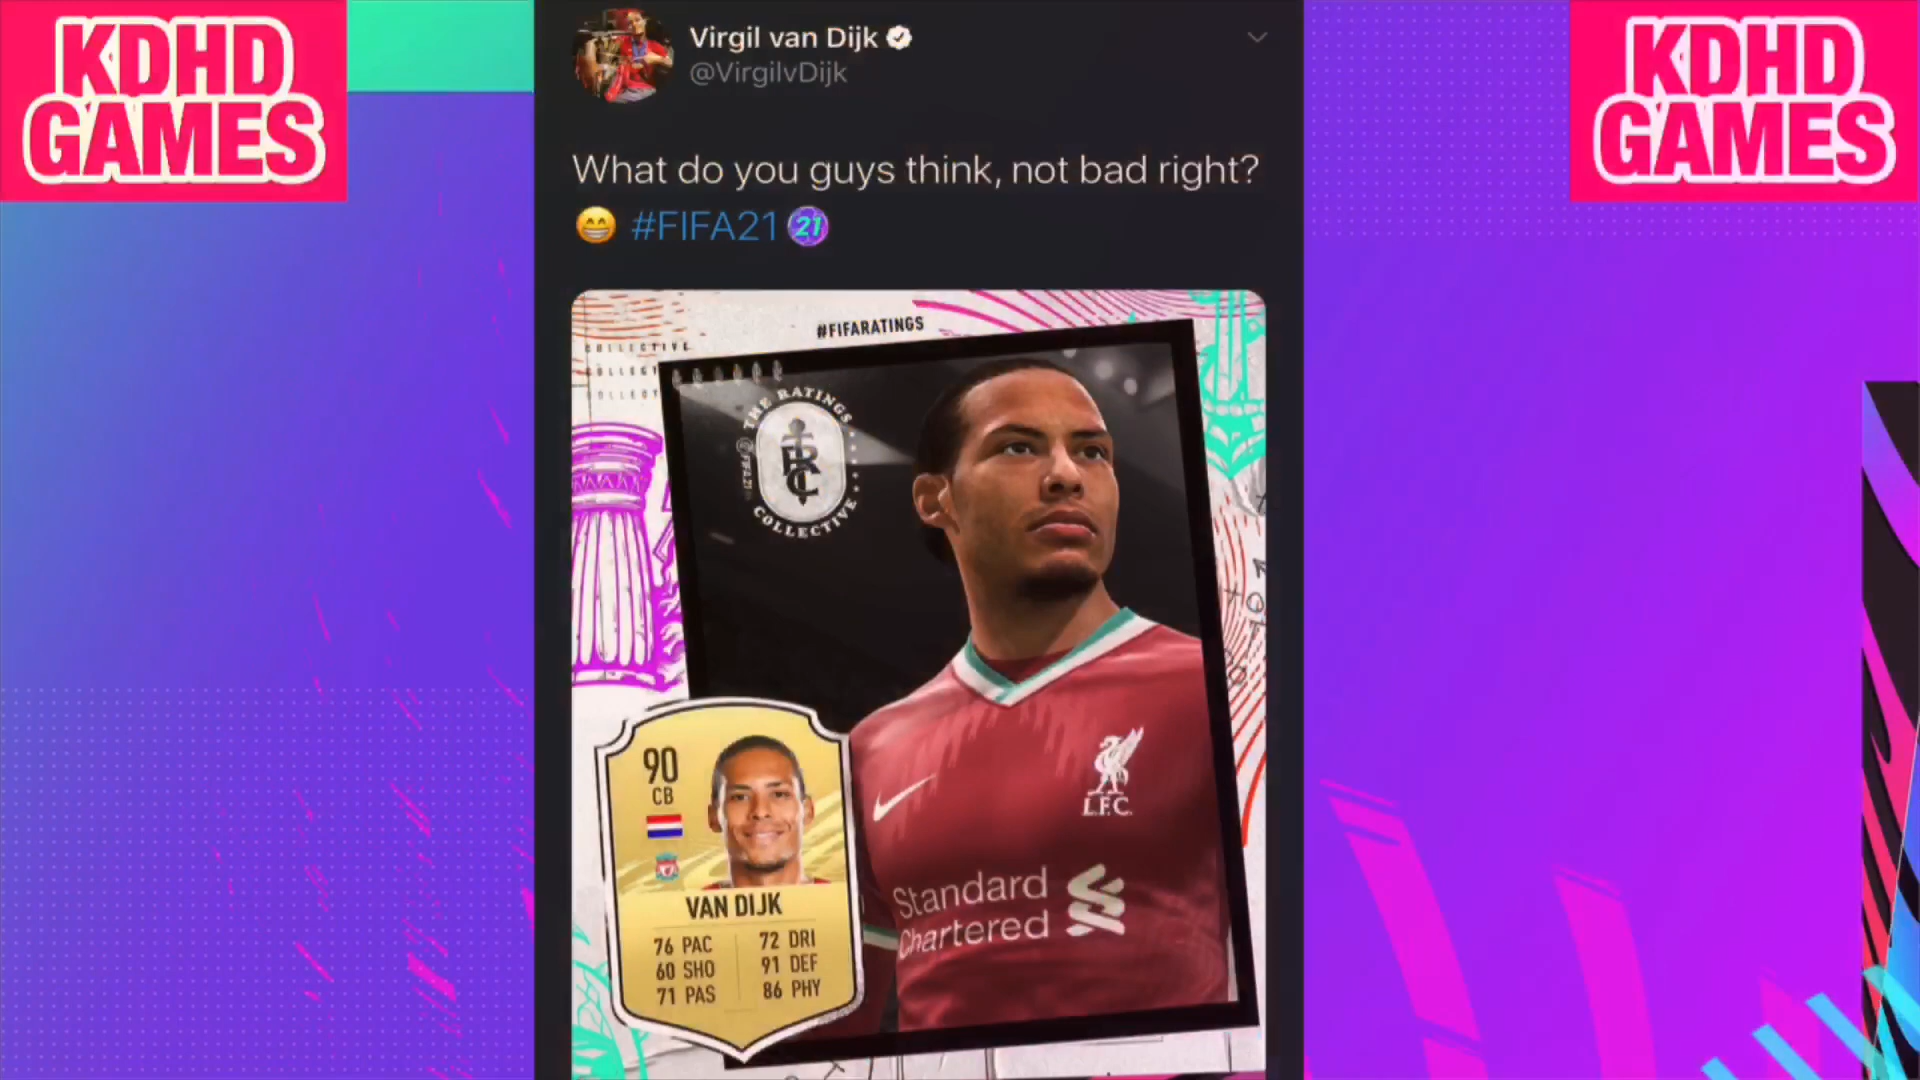 KDHD
GAMES
Virgil van Dijk
@VirgilvDijk
What do you guys think, not bad right?
😁 #FIFA21 21
#FIFARATINGS
COLLECTIVE
THE RATINGS
RC
COLLECTIVE
90
CB
VAN DIJK
76 PAC 72 DRI
60 SHO 91 DEF
71 PAS 86 PHY
L.F.C.
Standard
Chartered
KDHD
GAMES